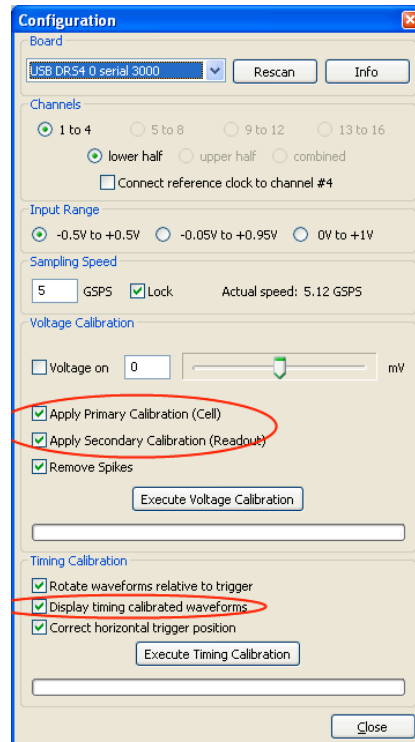 Configuration
Board
USB DRS4 0 serial 3000
Rescan
Info
Channels
1 to 4 5 to 8 9 to 12 13 to 16
lower half upper half combined
Connect reference clock to channel #4
Input Range
-0.5V to +0.5V -0.05V to +0.95V 0V to +1V
Sampling Speed
5 GSPS Lock Actual speed: 5.12 GSPS
Voltage Calibration
Voltage on 0 mV
Apply Primary Calibration (Cell)
Apply Secondary Calibration (Readout)
Remove Spikes
Execute Voltage Calibration
Timing Calibration
Rotate waveforms relative to trigger
Display timing calibrated waveforms
Correct horizontal trigger position
Execute Timing Calibration
Close